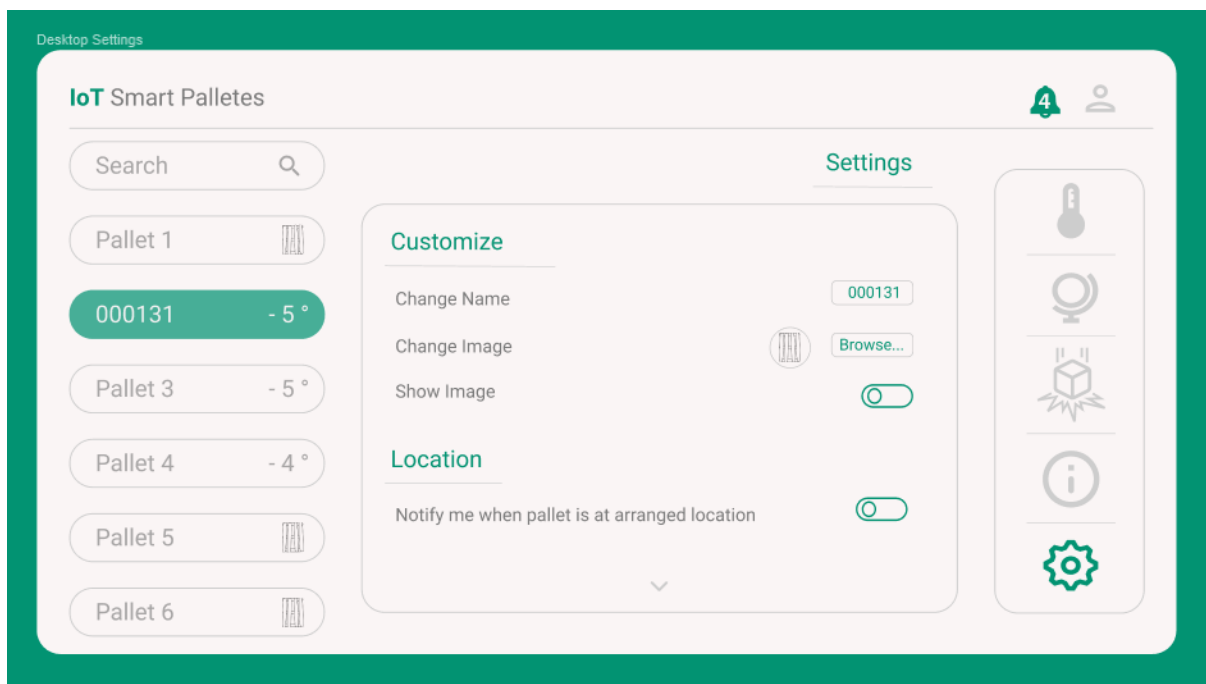 Desktop Settings
IoT Smart Palletes
4
Search
Settings
Pallet 1
000131 - 5 °
Pallet 3 - 5 °
Pallet 4 - 4 °
Pallet 5
Pallet 6
Customize
Change Name 000131
Change Image Browse...
Show Image
Location
Notify me when pallet is at arranged location